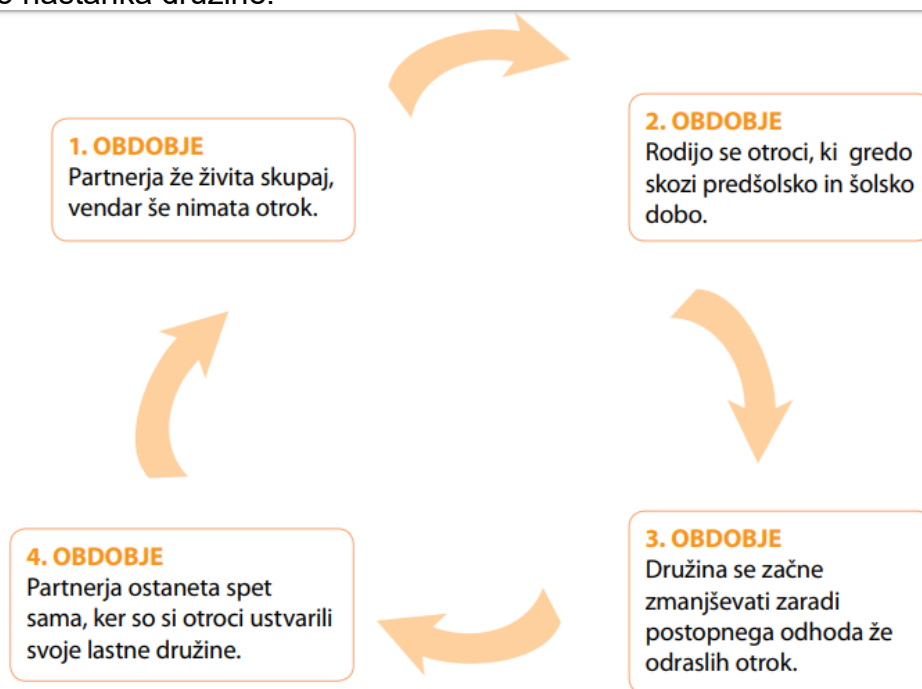 nastanka družine.
1. OBDOBJE
Partnerja že živita skupaj,
vendar še nimata otrok.
2. OBDOBJE
Rodijo se otroci, ki gredo
skozi predšolsko in šolsko
dobo.
3. OBDOBJE
Družina se začne
zmanjševati zaradi
postopnega odhoda že
odraslih otrok.
4. OBDOBJE
Partnerja ostaneta spet
sama, ker so si otroci ustvarili
svoje lastne družine.